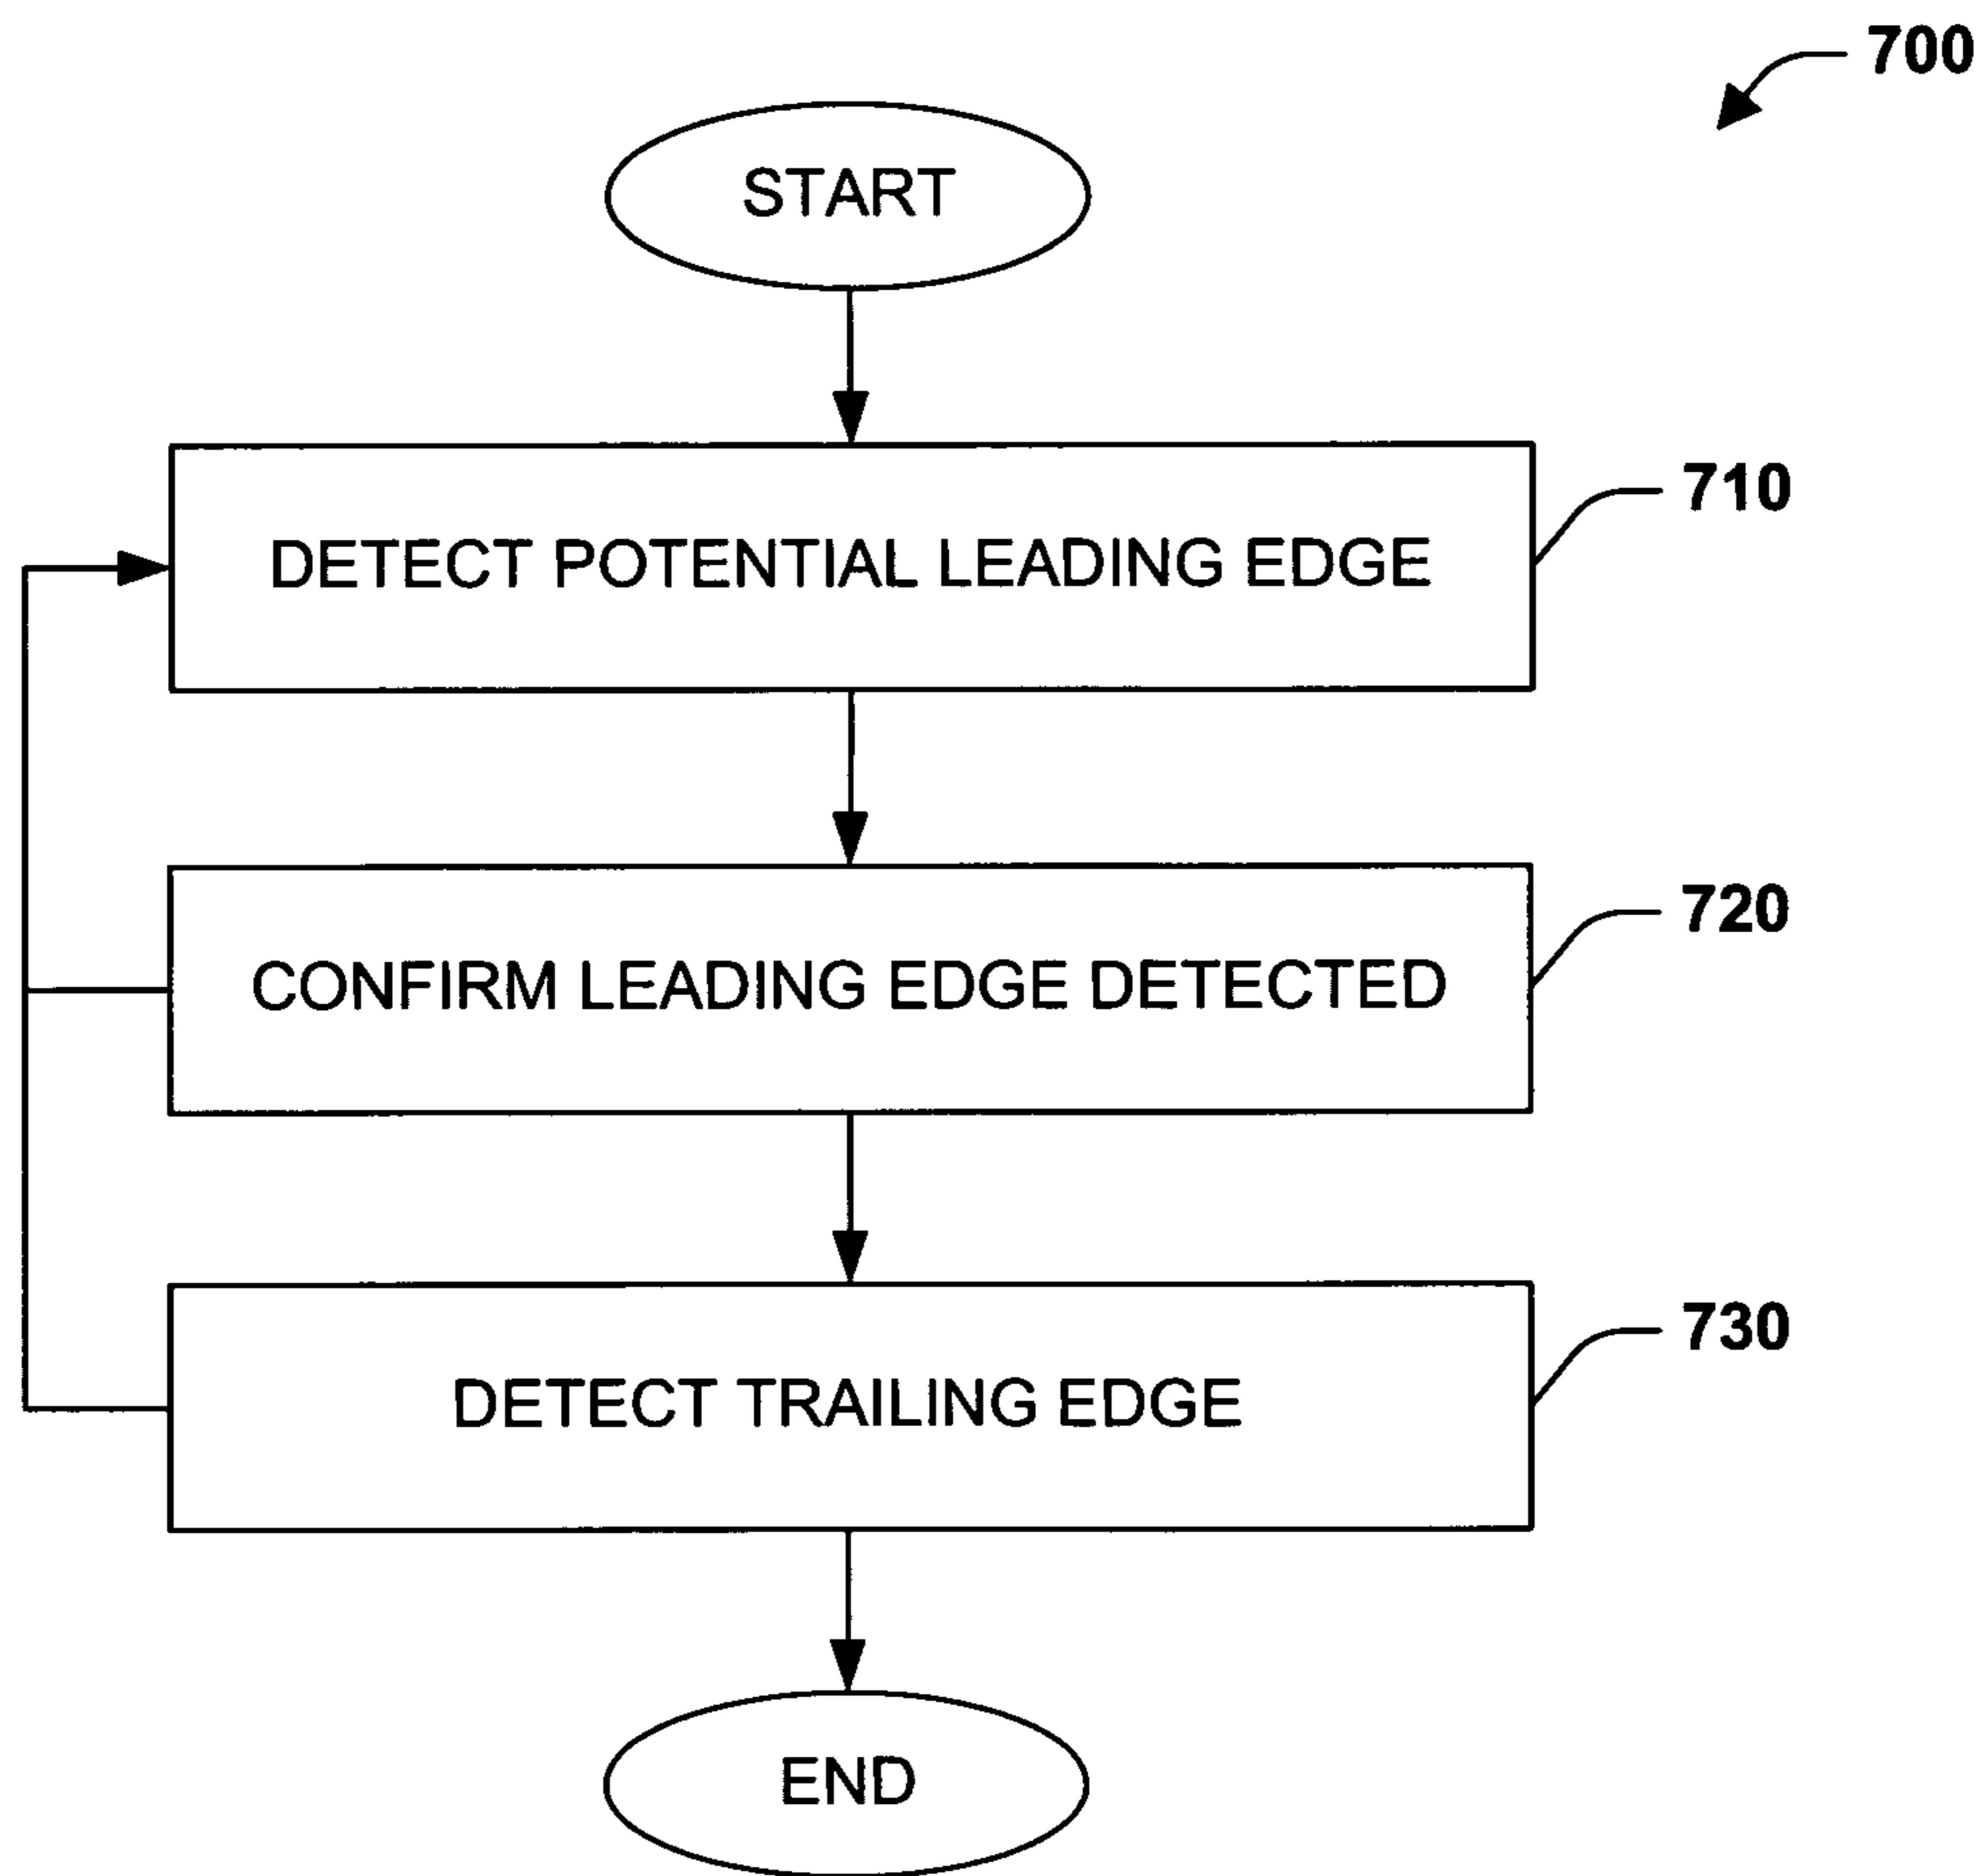 700
START
DETECT POTENTIAL LEADING EDGE
710
CONFIRM LEADING EDGE DETECTED
720
DETECT TRAILING EDGE
730
END